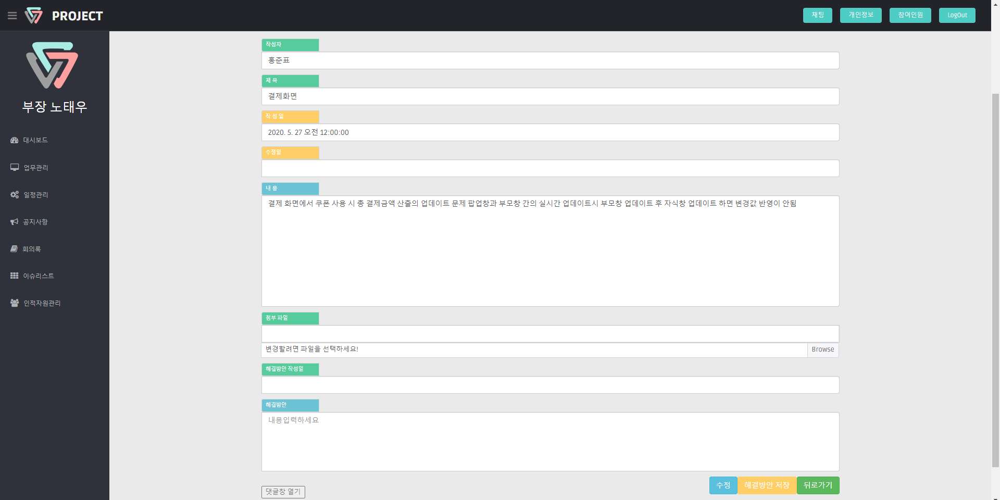 PROJECT
채팅
개인정보
참여인원
LogOut
부장 노태우
대시보드
업무관리
일정관리
공지사항
회의록
이슈리스트
인적자원관리
작성자
홍준표
제 목
결제화면
작 성 일
2020. 5. 27 오전 12:00:00
수정일
내 용
결제 화면에서 쿠폰 사용 시 총 결제금액 산출의 업데이트 문제 팝업창과 부모창 간의 실시간 업데이트시 부모창 업데이트 후 자식창 업데이트 하면 변경값 반영이 안됨
첨부 파일
변경할려면 파일을 선택하세요!
Browse
해결방안 작성일
해결방안
내용입력하세요
댓글창 열기
수정
해결방안 저장
뒤로가기